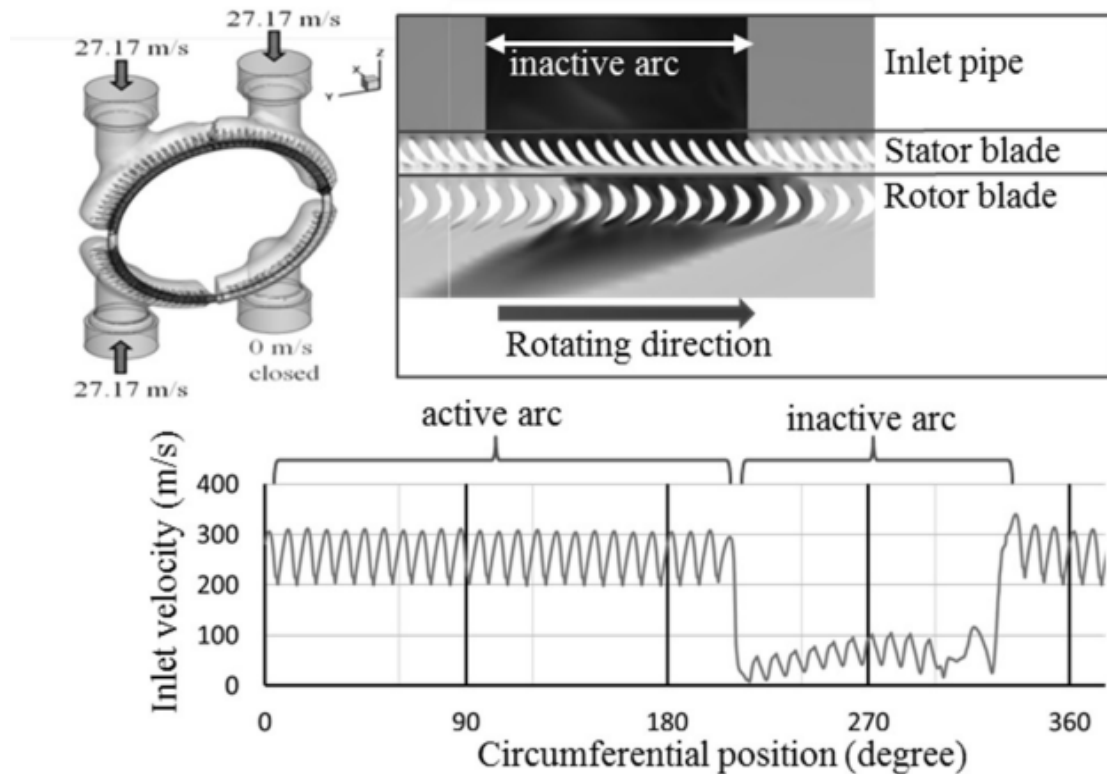 27.17 m/s
27.17 m/s
Z
X
Y
0 m/s
closed
27.17 m/s
inactive arc
Inlet pipe
Stator blade
Rotor blade
Rotating direction
active arc
inactive arc
Inlet velocity (m/s)
400
300
200
100
0
0
90
180
270
360
Circumferential position (degree)